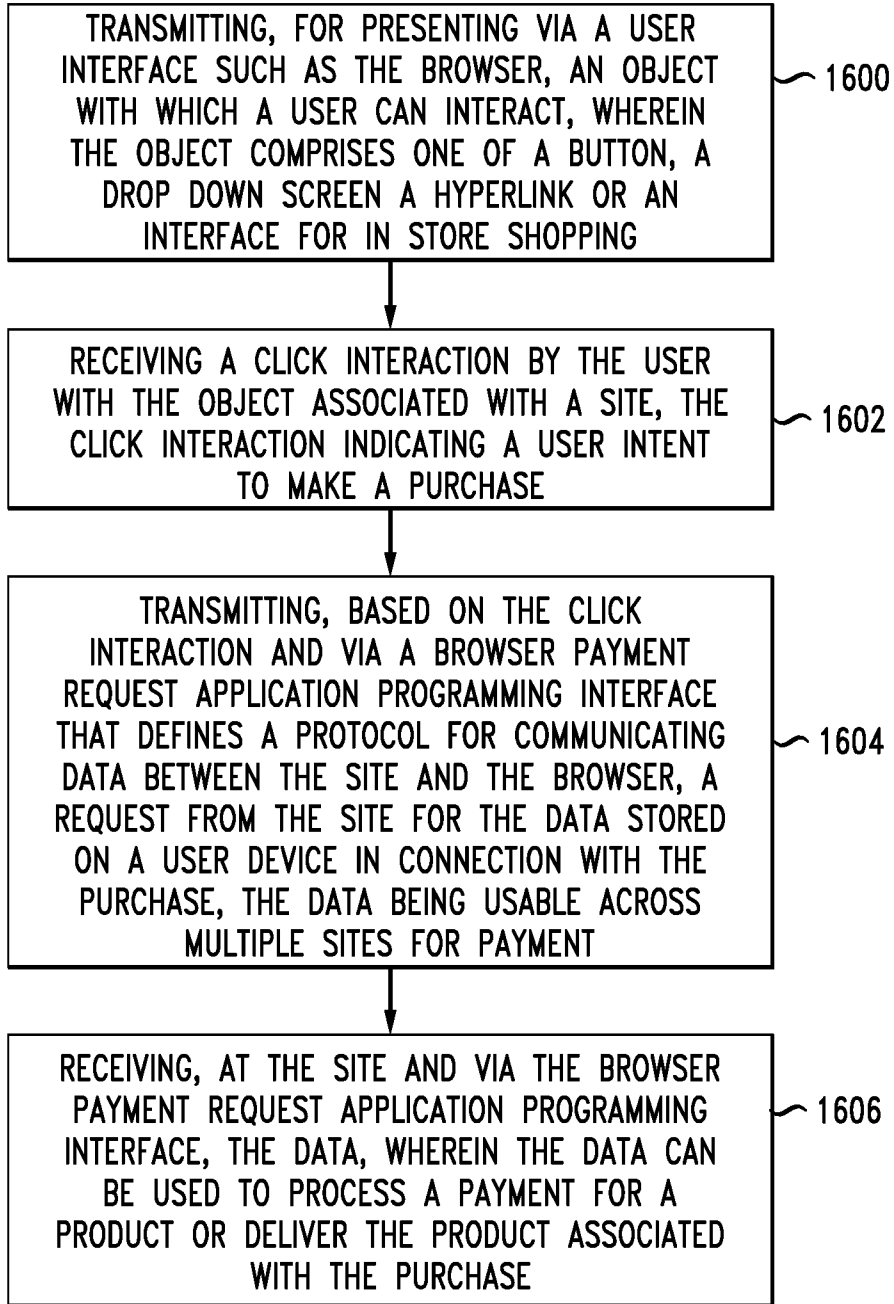 TRANSMITTING, FOR PRESENTING VIA A USER
INTERFACE SUCH AS THE BROWSER, AN OBJECT
WITH WHICH A USER CAN INTERACT, WHEREIN
THE OBJECT COMPRISES ONE OF A BUTTON, A
DROP DOWN SCREEN A HYPERLINK OR AN
INTERFACE FOR IN STORE SHOPPING
1600
RECEIVING A CLICK INTERACTION BY THE USER
WITH THE OBJECT ASSOCIATED WITH A SITE, THE
CLICK INTERACTION INDICATING A USER INTENT
TO MAKE A PURCHASE
1602
TRANSMITTING, BASED ON THE CLICK
INTERACTION AND VIA A BROWSER PAYMENT
REQUEST APPLICATION PROGRAMMING INTERFACE
THAT DEFINES A PROTOCOL FOR COMMUNICATING
DATA BETWEEN THE SITE AND THE BROWSER, A
REQUEST FROM THE SITE FOR THE DATA STORED
ON A USER DEVICE IN CONNECTION WITH THE
PURCHASE, THE DATA BEING USABLE ACROSS
MULTIPLE SITES FOR PAYMENT
1604
RECEIVING, AT THE SITE AND VIA THE BROWSER
PAYMENT REQUEST APPLICATION PROGRAMMING
INTERFACE, THE DATA, WHEREIN THE DATA CAN
BE USED TO PROCESS A PAYMENT FOR A
PRODUCT OR DELIVER THE PRODUCT ASSOCIATED
WITH THE PURCHASE
1606